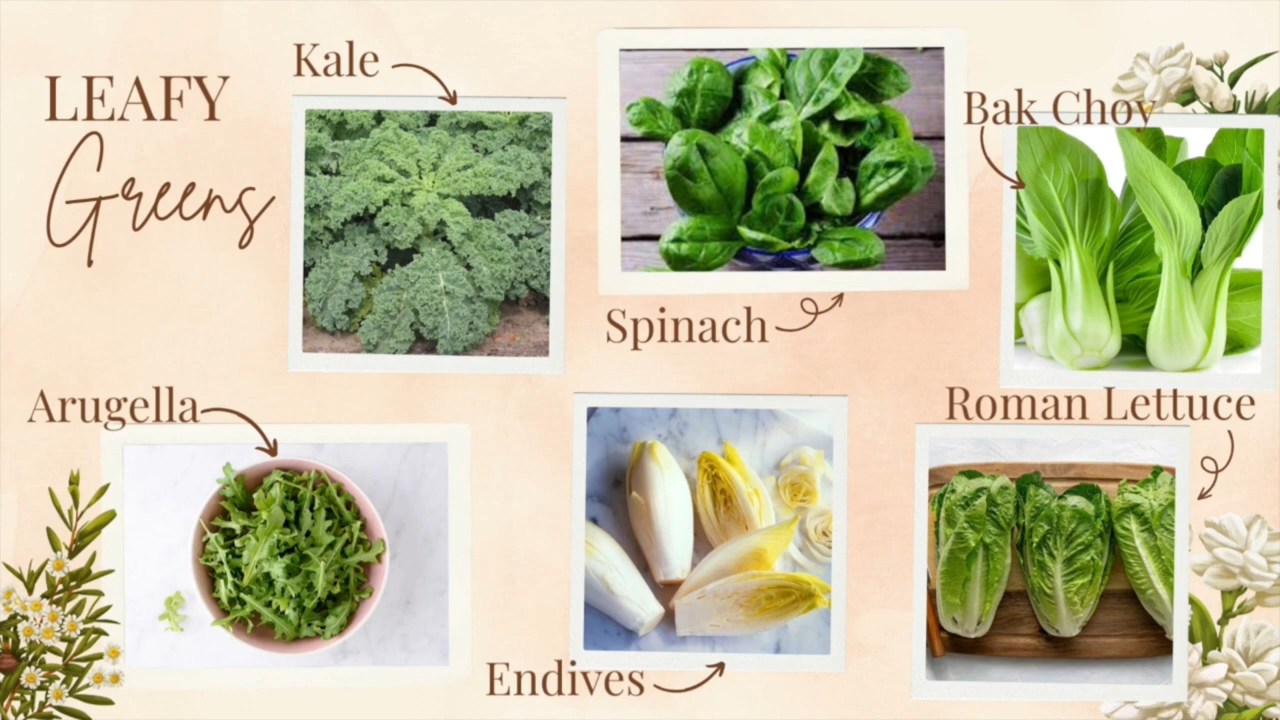 LEAFY
Greens
Kale
Spinach
Bak Choy
Arugella
Endives
Roman Lettuce